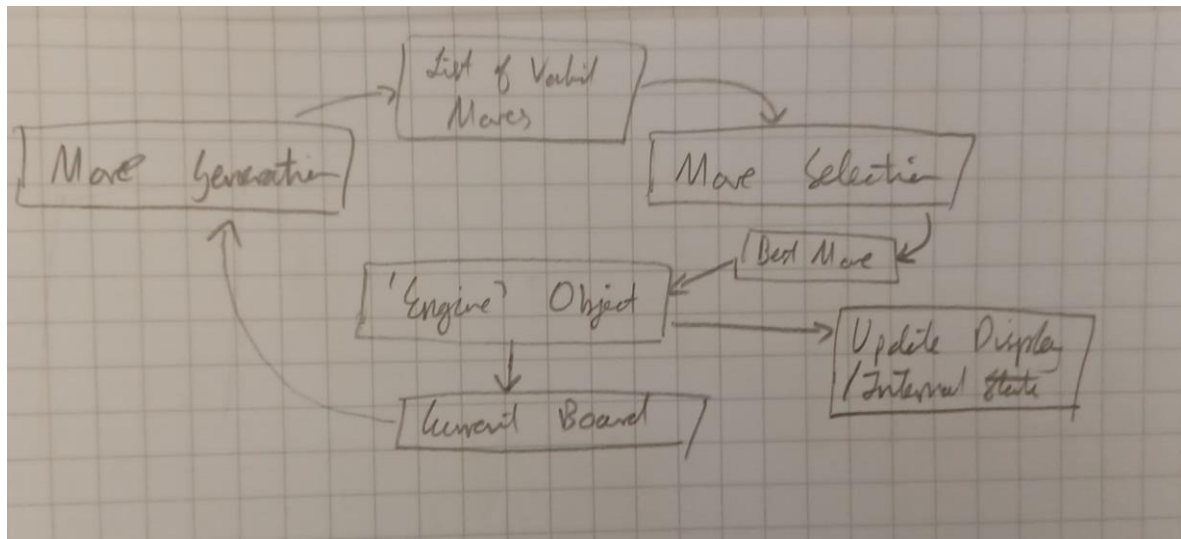 List of Valid
Moves
Move Generation
Move Selection
Best Move
'Engine' Object
Update Display
/Internal State
Current Board